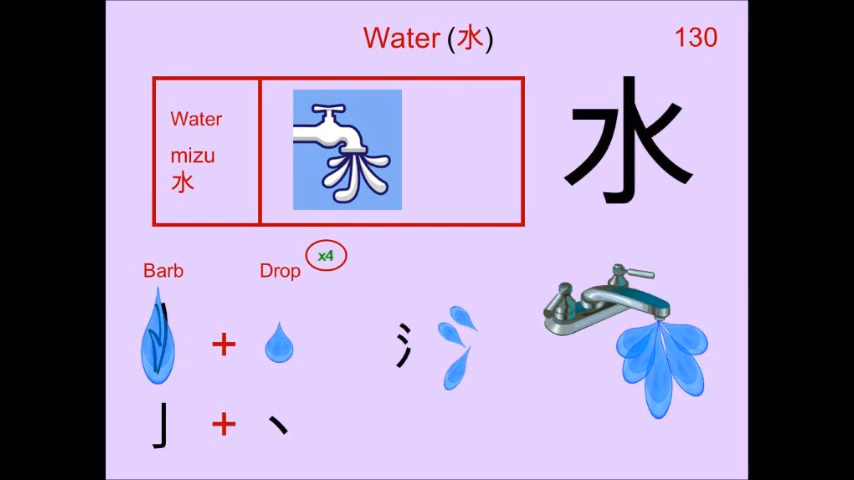 Water (水)
130
Water
mizu
水
水
Barb
Drop
x4
+
氵
亅 + 丶